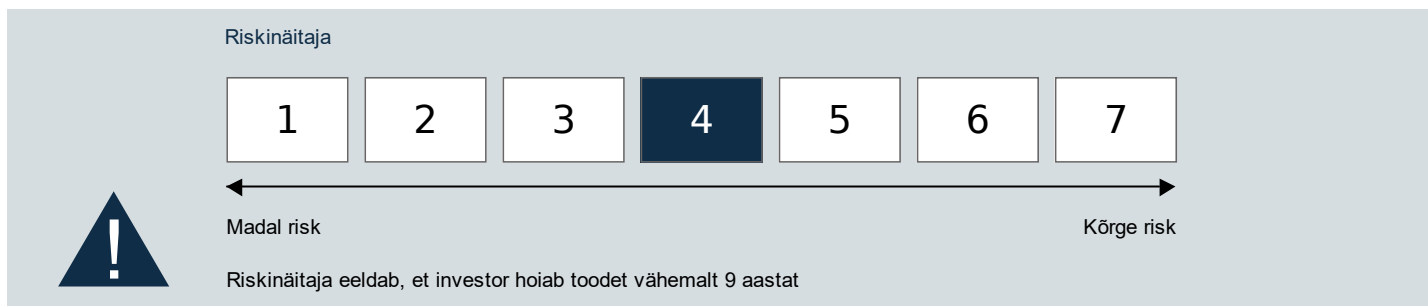 Riskinäitaja
1 2 3 4 5 6 7
Madal risk Kõrge risk
!
Riskinäitaja eeldab, et investor hoiab toodet vähemalt 9 aastat